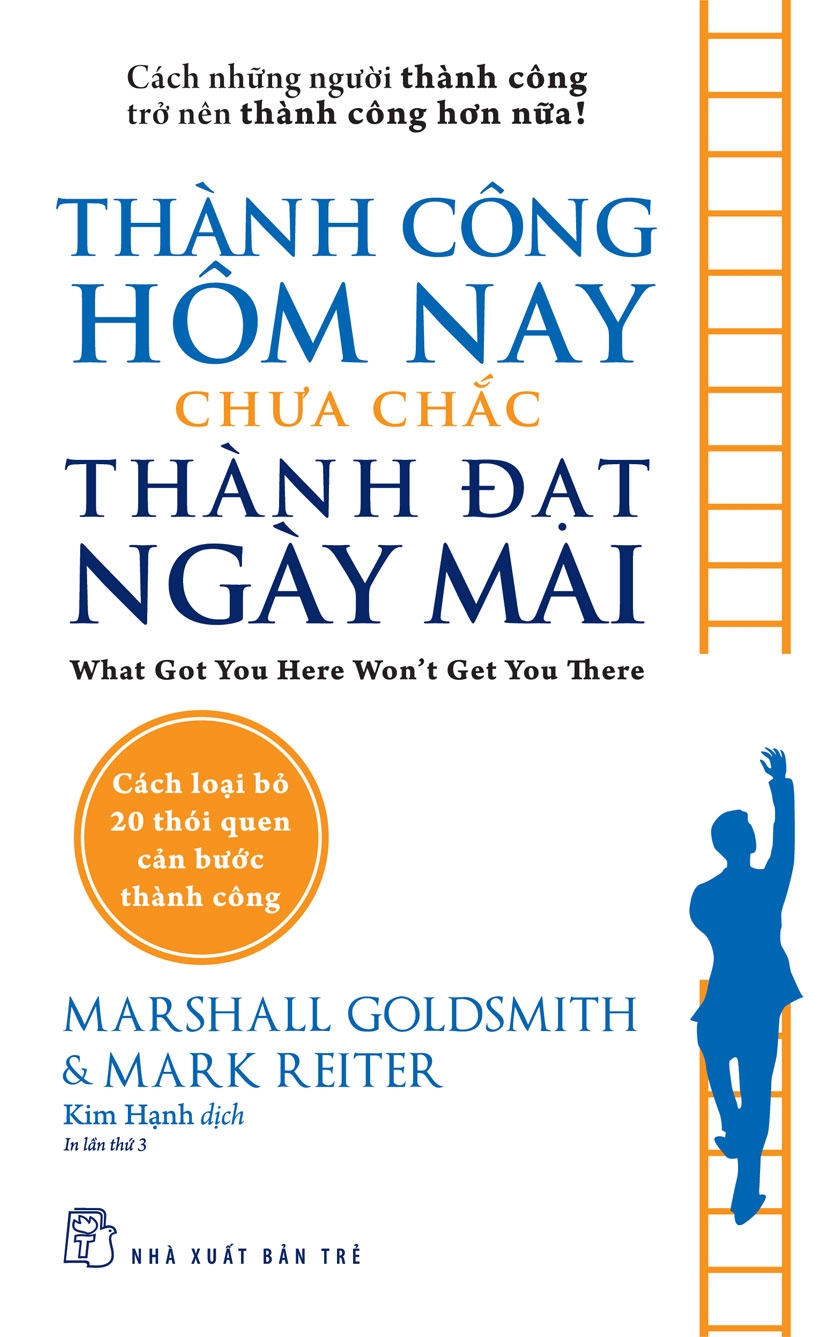 Cách những người thành công
trở nên thành công hơn nữa!
THÀNH CÔNG
HÔM NAY
CHƯA CHẮC
THÀNH ĐẠT
NGÀY MAI
What Got You Here Won't Get You There
Cách loại bỏ
20 thói quen
cản bước
thành công
MARSHALL GOLDSMITH
& MARK REITER
Kim Hạnh dịch
In lần thứ 3
T
NHÀ XUẤT BẢN TRẺ